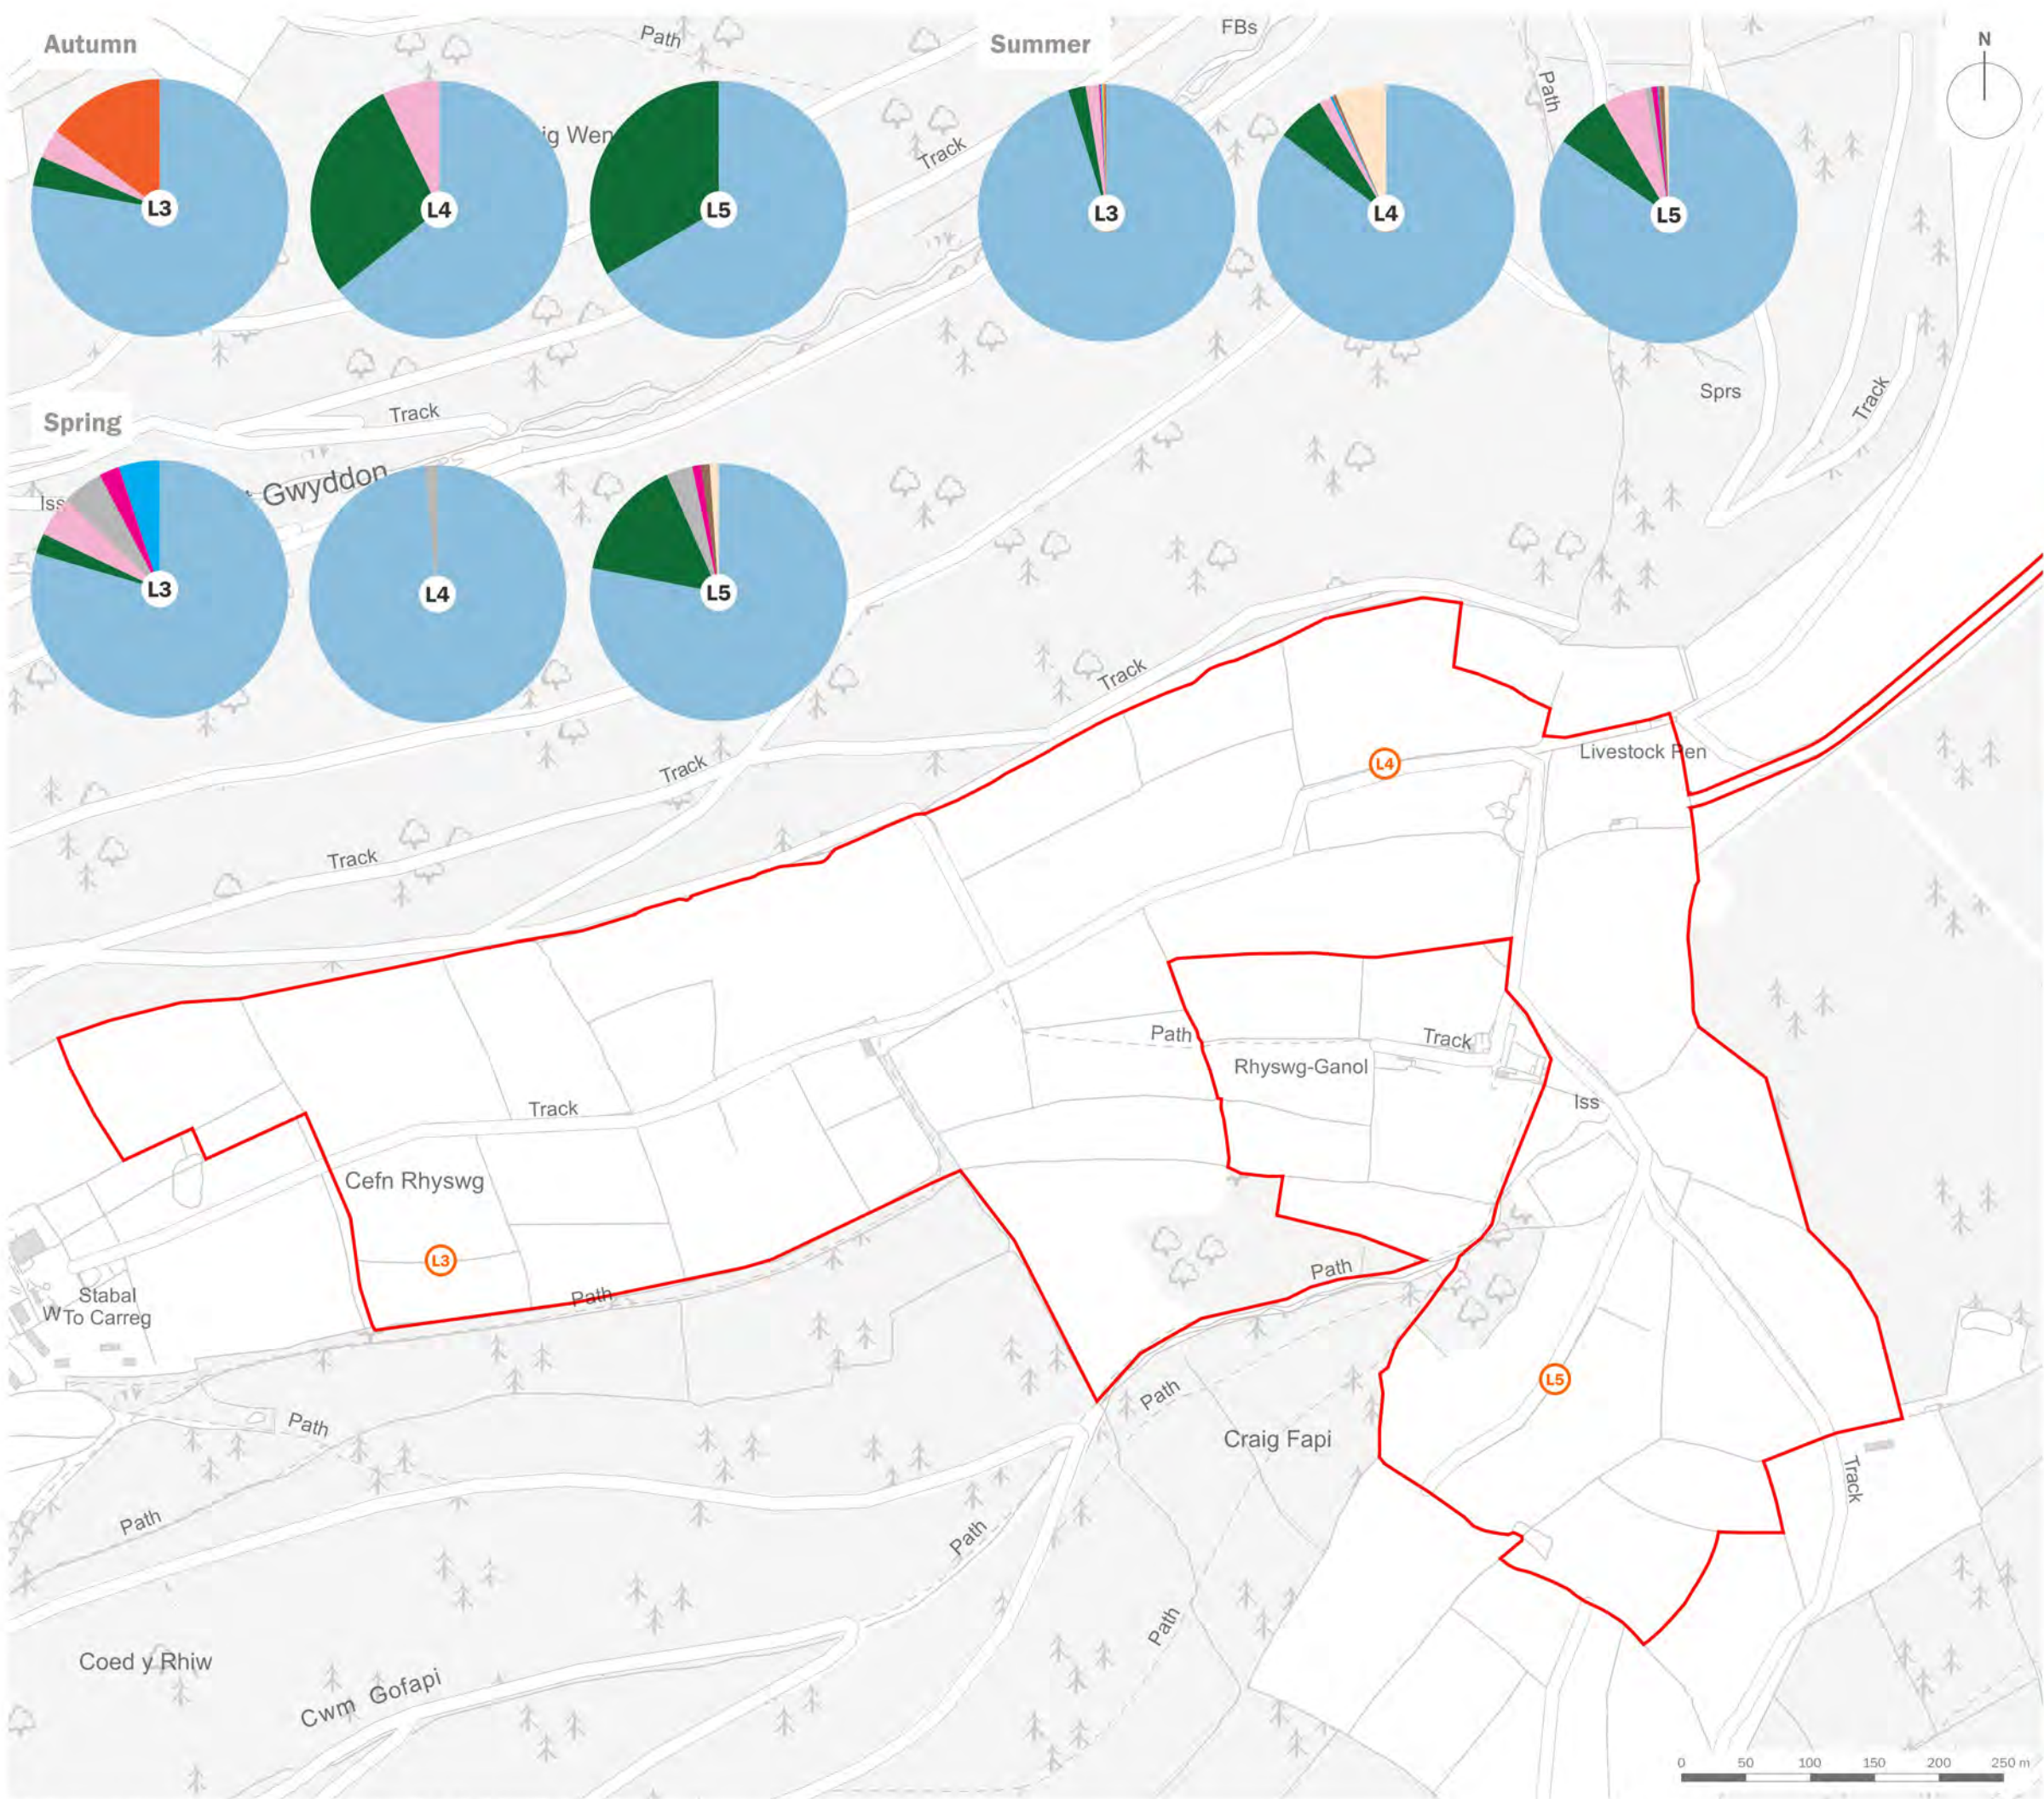 Autumn
Path
Summer
FBs
N
Path
L3
L4
L5
ig Wen
Track
L3
L4
L5
Sprs
Track
Spring
Track
Gwyddon
Iss
L3
L4
L5
Track
Track
Track
L4
Livestock Pen
Path
Rhyswg-Ganol
Track
Iss
Track
Cefn Rhyswg
L3
Path
Path
Stabal
W To Carreg
L5
Path
Path
Craig Fapi
Track
Path
Path
Path
Coed y Rhiw
Cwm Gofapi
0 50 100 150 200 250 m